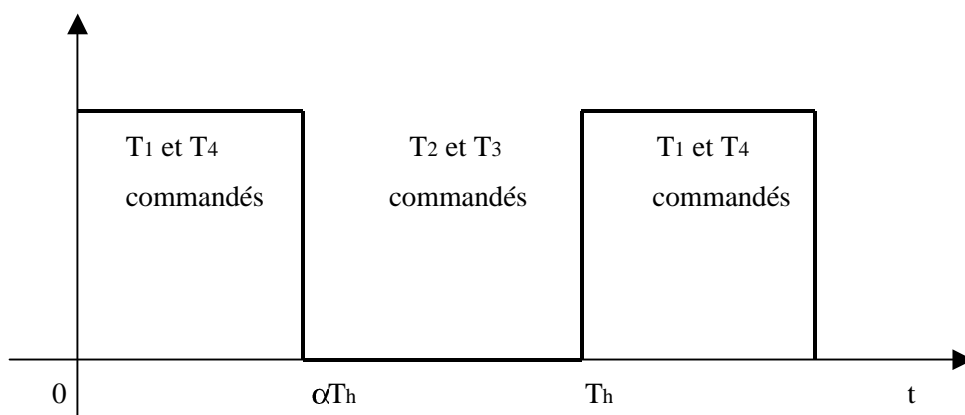 T1 et T4 T2 et T3 T1 et T4
commandés commandés commandés
0 αTh Th t